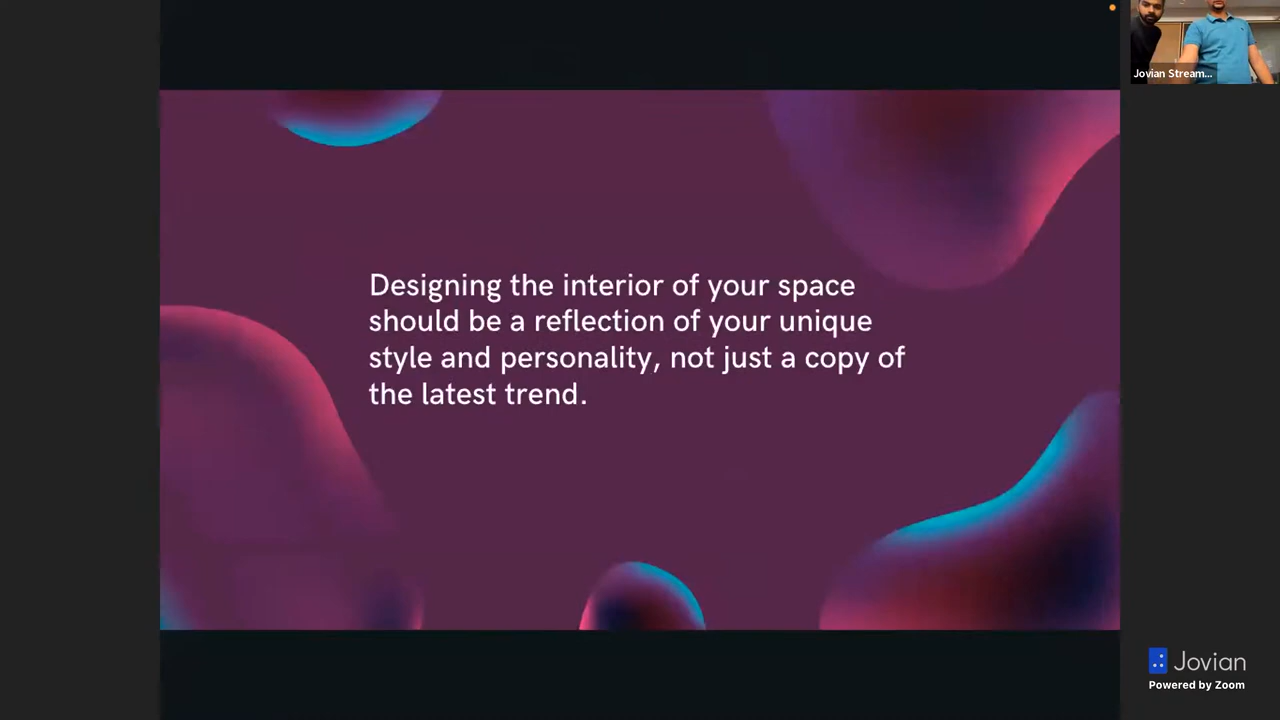 Jovian Stream...
Designing the interior of your space
should be a reflection of your unique
style and personality, not just a copy of
the latest trend.
Jovian
Powered by Zoom